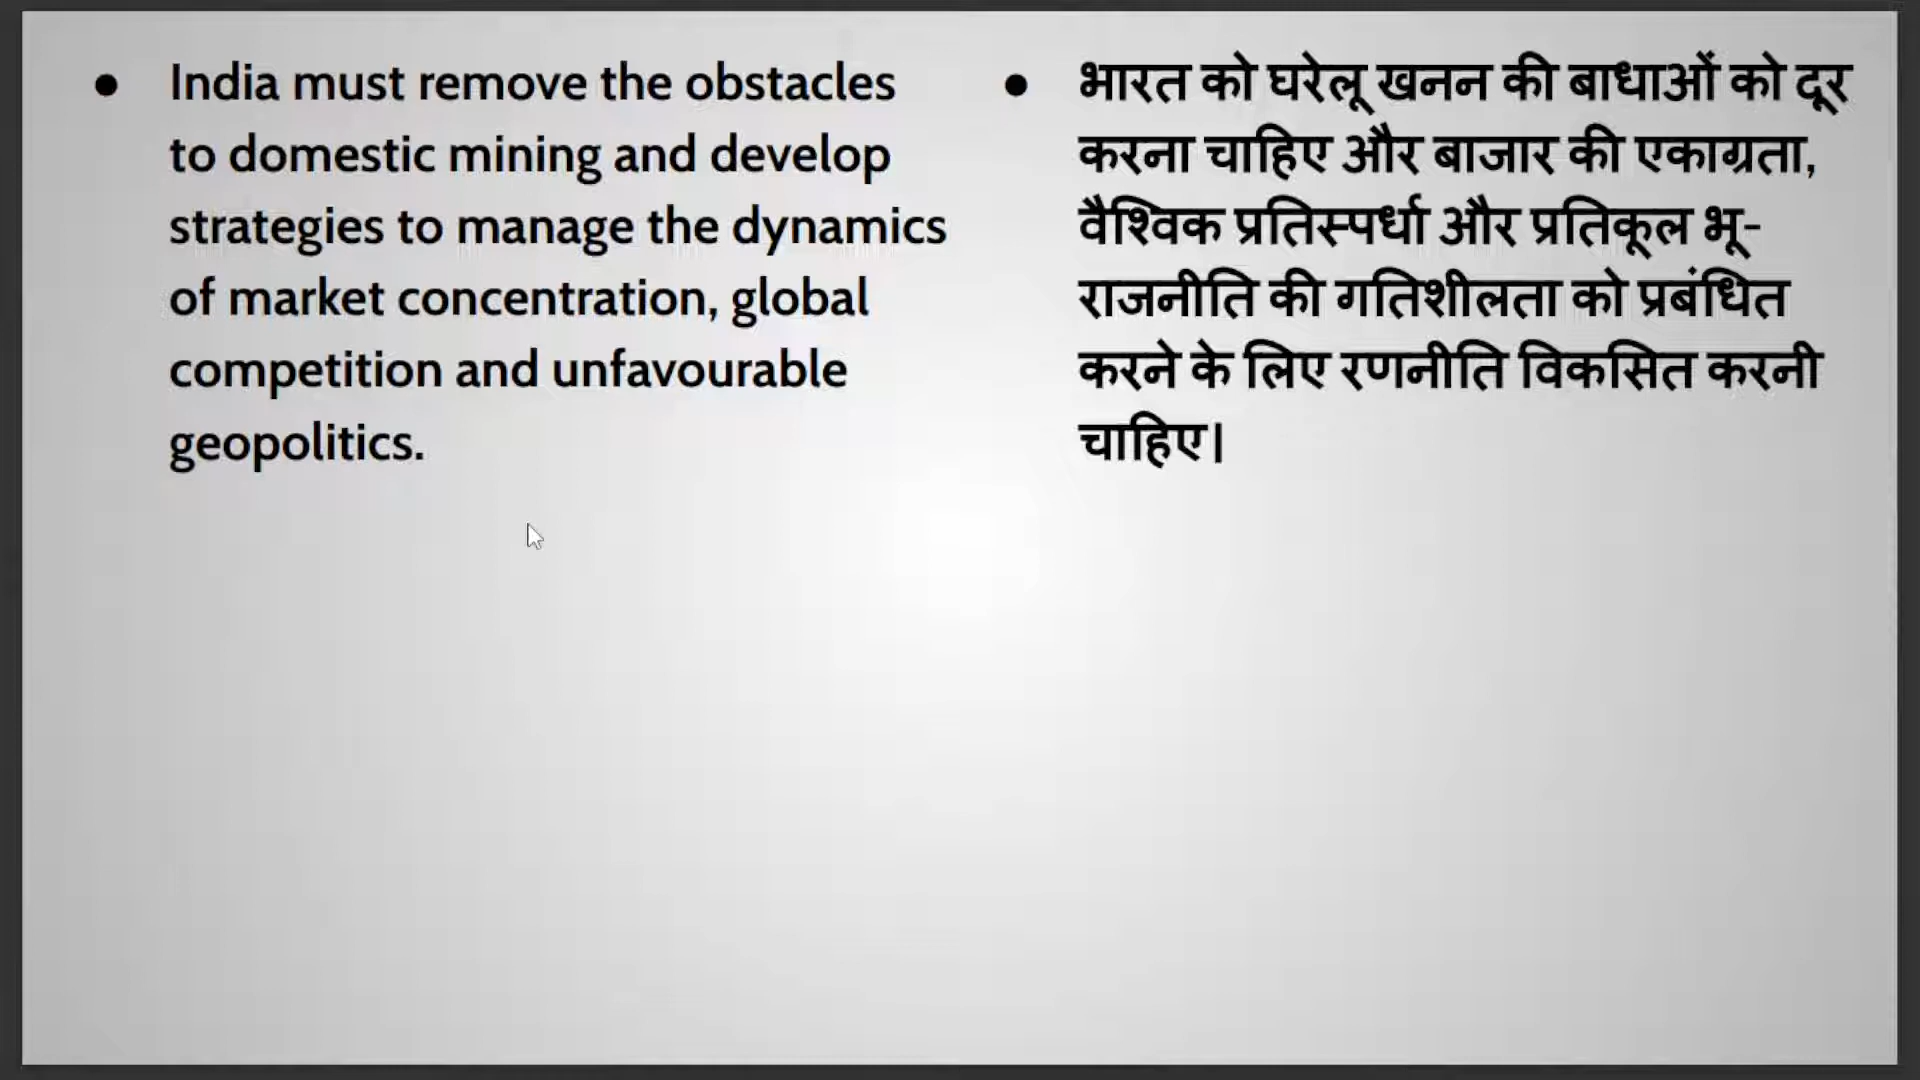 ● India must remove the obstacles
to domestic mining and develop
strategies to manage the dynamics
of market concentration, global
competition and unfavourable
geopolitics.
● भारत को घरेलू खनन की बाधाओं को दूर
करना चाहिए और बाजार की एकाग्रता,
वैश्विक प्रतिस्पर्धा और प्रतिकूल भू-
राजनीति की गतिशीलता को प्रबंधित
करने के लिए रणनीति विकसित करनी
चाहिए।